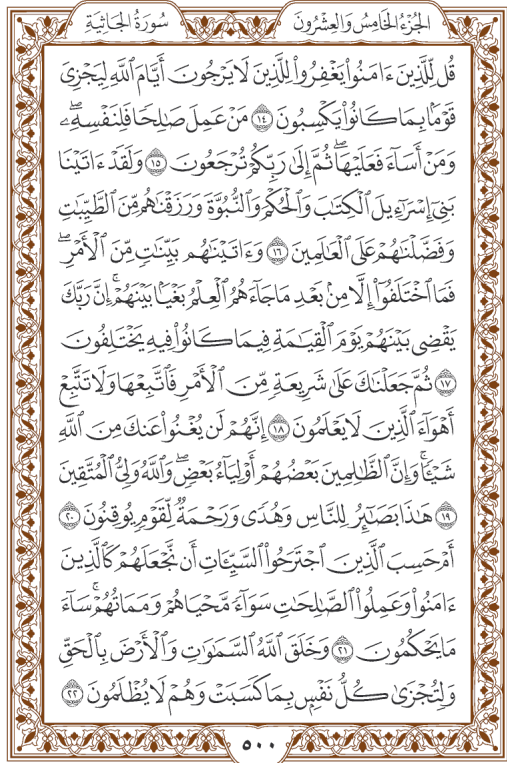 الجُزْءُ الخَامِسُ وَالعِشْرُونَ سُورَةُ الجَاثِيَةِ
قُل لِّلَّذِينَ ءَامَنُواْ يَغْفِرُواْ لِلَّذِينَ لَا يَرْجُونَ أَيَّامَ ٱللَّهِ لِيَجْزِيَ
قَوْمَۢا بِمَا كَانُواْ يَكْسِبُونَ ١٤ مَنْ عَمِلَ صَٰلِحٗا فَلِنَفْسِهِۦۖ
وَمَنْ أَسَآءَ فَعَلَيْهَاۖ ثُمَّ إِلَىٰ رَبِّكُمْ تُرْجَعُونَ ١٥ وَلَقَدْ ءَاتَيْنَا
بَنِيٓ إِسْرَٰٓءِيلَ ٱلْكِتَٰبَ وَٱلْحُكْمَ وَٱلنُّبُوَّةَ وَرَزَقْنَٰهُم مِّنَ ٱلطَّيِّبَٰتِ
وَفَضَّلْنَٰهُمْ عَلَى ٱلْعَٰلَمِينَ ١٦ وَءَاتَيْنَٰهُم بَيِّنَٰتٖ مِّنَ ٱلْأَمْرِۖ
فَمَا ٱخْتَلَفُوٓاْ إِلَّا مِنۢ بَعْدِ مَا جَآءَهُمُ ٱلْعِلْمُ بَغْيَۢا بَيْنَهُمْۚ إِنَّ رَبَّكَ
يَقْضِي بَيْنَهُمْ يَوْمَ ٱلْقِيَٰمَةِ فِيمَا كَانُواْ فِيهِ يَخْتَلِفُونَ
١٧ ثُمَّ جَعَلْنَٰكَ عَلَىٰ شَرِيعَةٖ مِّنَ ٱلْأَمْرِ فَٱتَّبِعْهَا وَلَا تَتَّبِعْ
أَهْوَآءَ ٱلَّذِينَ لَا يَعْلَمُونَ ١٨ إِنَّهُمْ لَن يُغْنُواْ عَنكَ مِنَ ٱللَّهِ
شَيْـٔٗاۚ وَإِنَّ ٱلظَّٰلِمِينَ بَعْضُهُمْ أَوْلِيَآءُ بَعْضٖۖ وَٱللَّهُ وَلِيُّ ٱلْمُتَّقِينَ
١٩ هَٰذَا بَصَٰٓئِرُ لِلنَّاسِ وَهُدٗى وَرَحْمَةٞ لِّقَوْمٖ يُوقِنُونَ ٢٠
أَمْ حَسِبَ ٱلَّذِينَ ٱجْتَرَحُواْ ٱلسَّيِّـَٔاتِ أَن نَّجْعَلَهُمْ كَٱلَّذِينَ
ءَامَنُواْ وَعَمِلُواْ ٱلصَّٰلِحَٰتِ سَوَآءٗ مَّحْيَاهُمْ وَمَمَاتُهُمْۚ سَآءَ
مَا يَحْكُمُونَ ٢١ وَخَلَقَ ٱللَّهُ ٱلسَّمَٰوَٰتِ وَٱلْأَرْضَ بِٱلْحَقِّ
وَلِتُجْزَىٰ كُلُّ نَفْسِۭ بِمَا كَسَبَتْ وَهُمْ لَا يُظْلَمُونَ ٢٢
٥٠٠